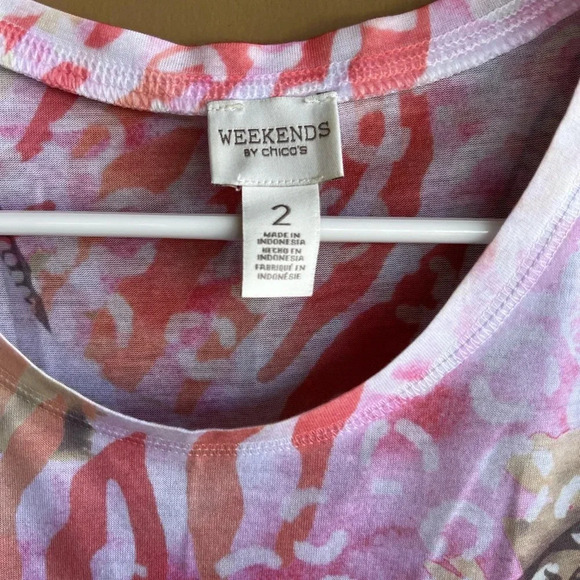 WEEKENDS
BY chico's
2
MADE IN
INDONESIA
HECHO EN
INDONESIA
FABRIQUÉ EN
INDONÉSIE